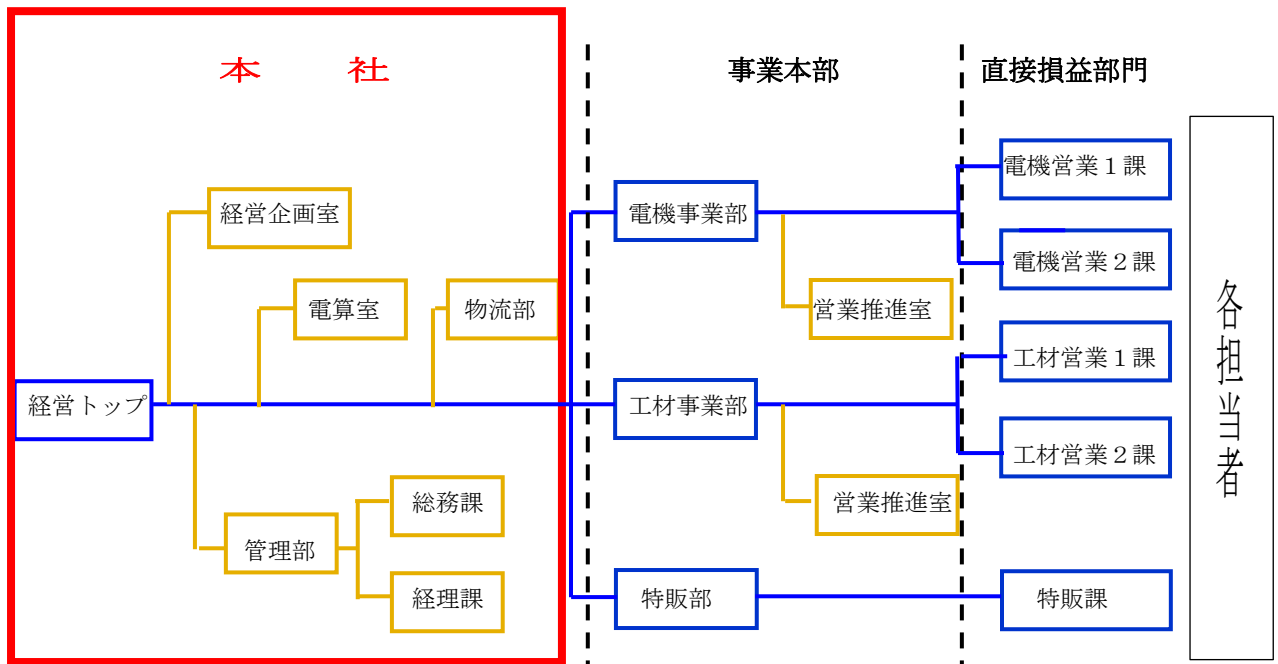 本　社
事業本部
直接損益部門
経営企画室
電算室
物流部
経営トップ
管理部
総務課
経理課
電機事業部
営業推進室
工材事業部
営業推進室
特販部
電機営業１課
電機営業２課
工材営業１課
工材営業２課
特販課
各担当者